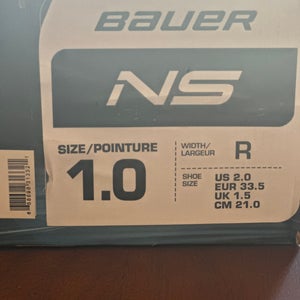 BAUER
NS
SIZE/POINTURE
1.0
WIDTH/
LARGEUR
R
SHOE
SIZE
US 2.0
EUR 33.5
UK 1.5
CM 21.0